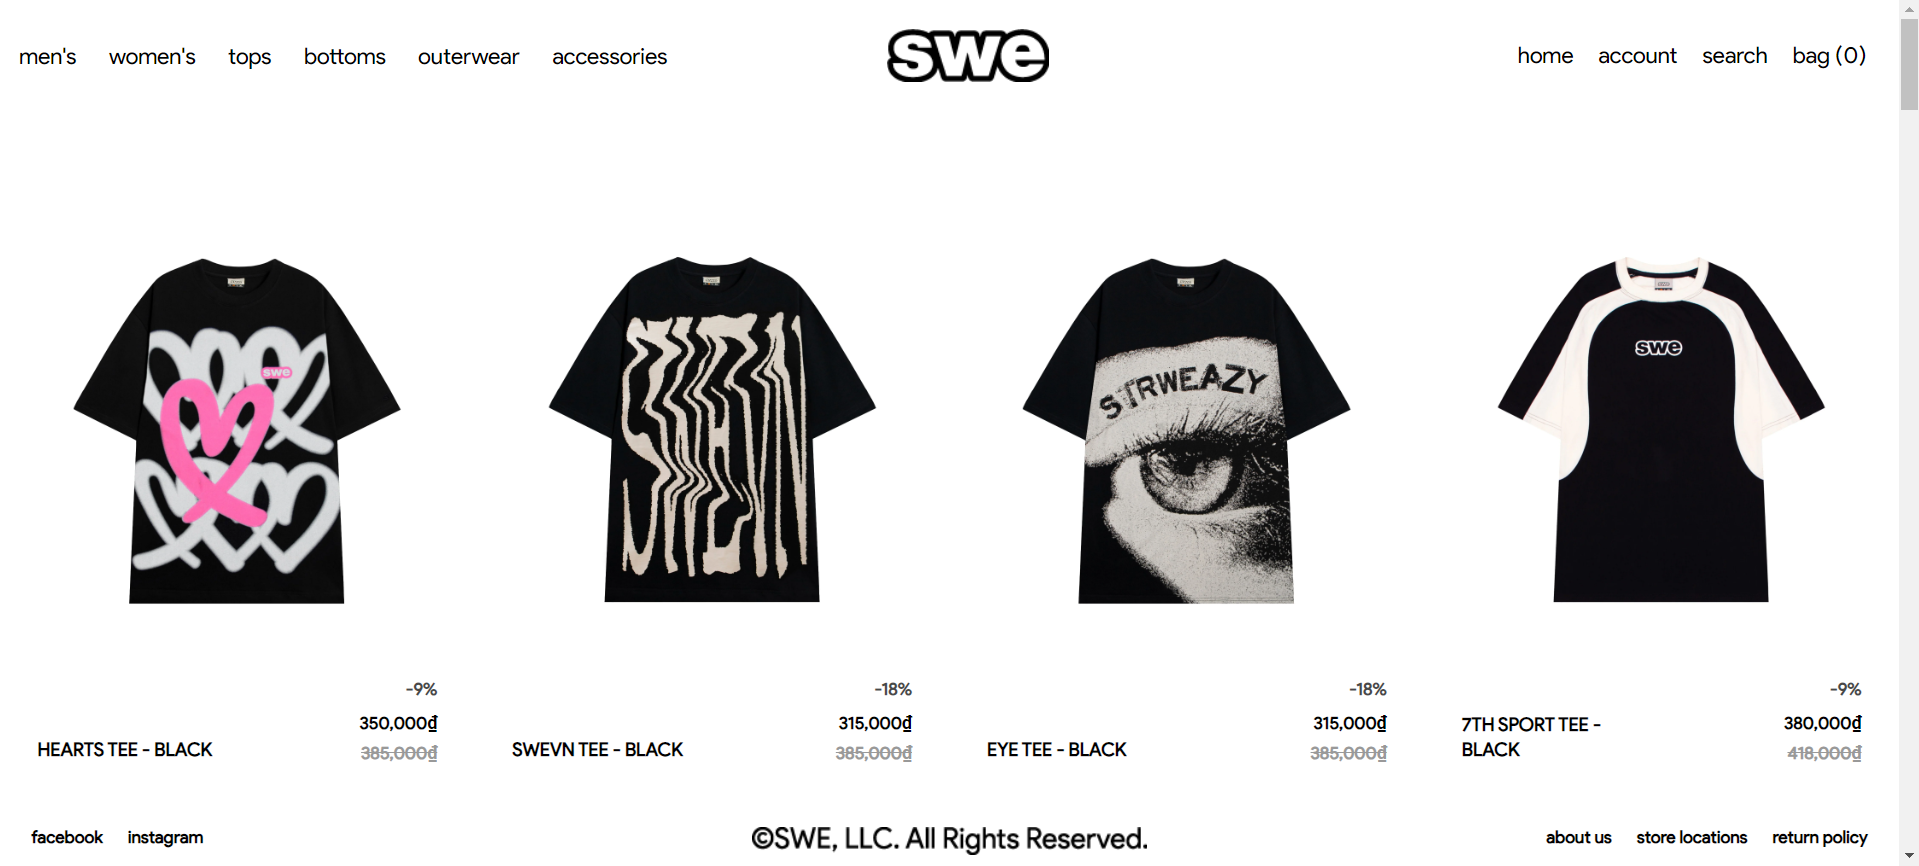 men's women's tops bottoms outerwear accessories
swe
home account search bag (0)
swe
STRWEAZY
swe
-9%
350,000₫
385,000₫
HEARTS TEE - BLACK
-18%
315,000₫
385,000₫
SWEVN TEE - BLACK
-18%
315,000₫
385,000₫
EYE TEE - BLACK
-9%
380,000₫
418,000₫
7TH SPORT TEE -
BLACK
facebook instagram
©SWE, LLC. All Rights Reserved.
about us store locations return policy